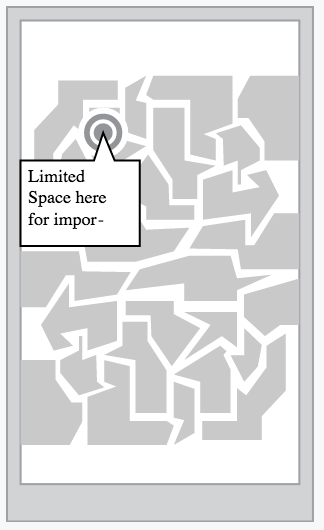 Limited
Space here
for impor-